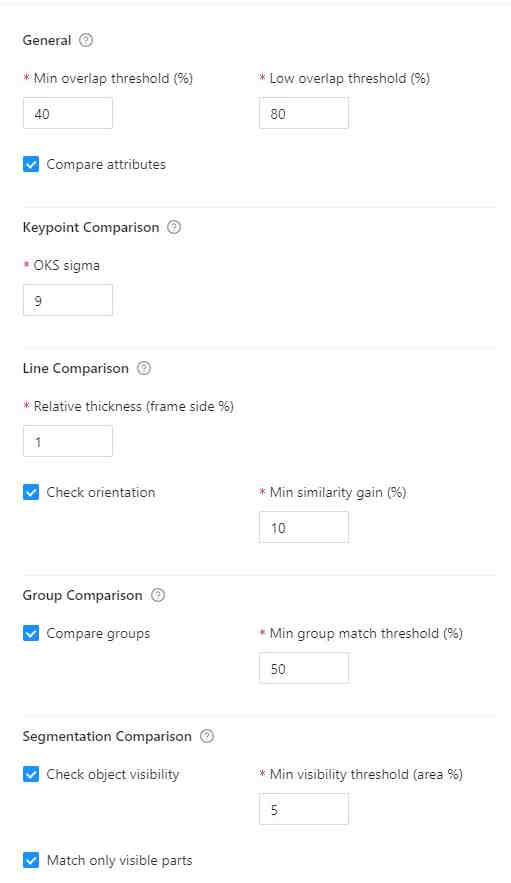 General
* Min overlap threshold (%) * Low overlap threshold (%)
40 80
Compare attributes
Keypoint Comparison
* OKS sigma
9
Line Comparison
* Relative thickness (frame side %)
1
Check orientation * Min similarity gain (%)
10
Group Comparison
Compare groups * Min group match threshold (%)
50
Segmentation Comparison
Check object visibility * Min visibility threshold (area %)
5
Match only visible parts